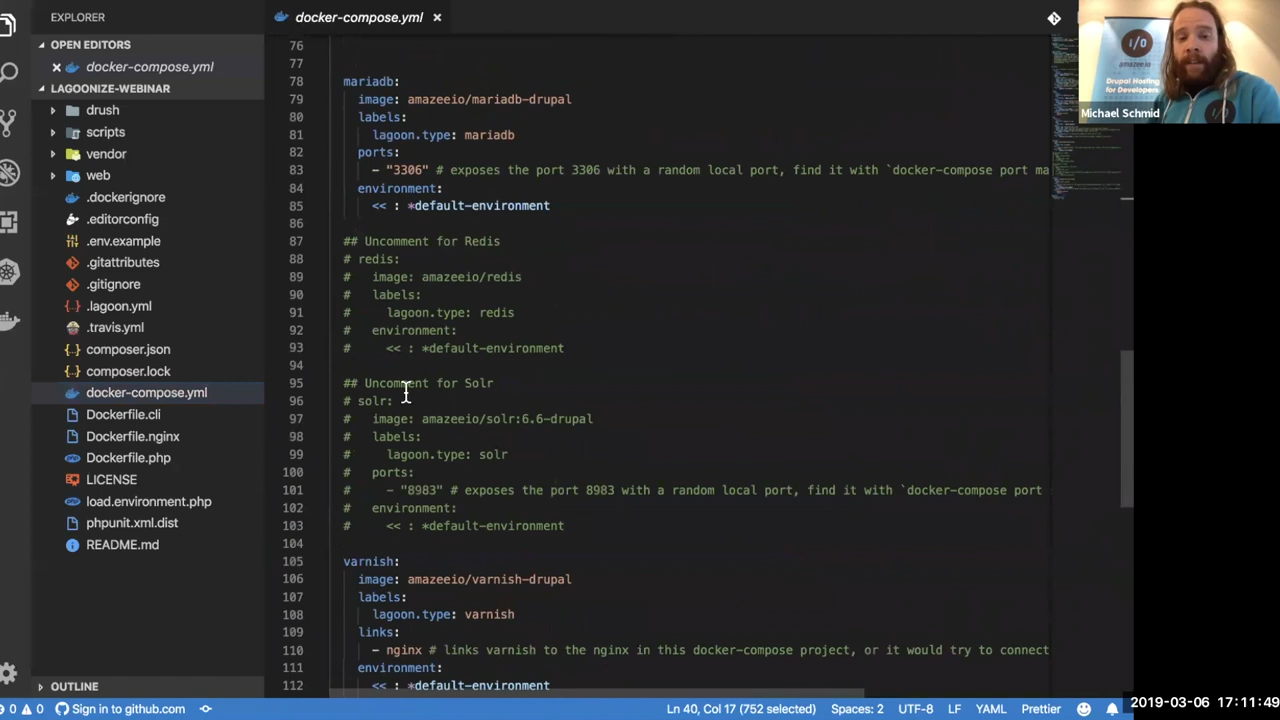 EXPLORER
OPEN EDITORS
docker-compose.yml
LAGOONIZE-WEBINAR
drush
scripts
vendor
web
.dockerignore
.editorconfig
.env.example
.gitattributes
.gitignore
.lagoon.yml
.travis.yml
composer.json
composer.lock
docker-compose.yml
Dockerfile.cli
Dockerfile.nginx
Dockerfile.php
LICENSE
load.environment.php
phpunit.xml.dist
README.md
OUTLINE
docker-compose.yml
76
77
78 mariadb:
79 image: amazeeio/mariadb-drupal
80 labels:
81 lagoon.type: mariadb
82 ports:
83 - "3306" # exposes the port 3306 with a random local port, find it with `docker-compose port ma
84 environment:
85 << : *default-environment
86
87 ## Uncomment for Redis
88 # redis:
89 # image: amazeeio/redis
90 # labels:
91 # lagoon.type: redis
92 # environment:
93 # << : *default-environment
94
95 ## Uncomment for Solr
96 # solr:
97 # image: amazeeio/solr:6.6-drupal
98 # labels:
99 # lagoon.type: solr
100 # ports:
101 # - "8983" # exposes the port 8983 with a random local port, find it with `docker-compose port
102 # environment:
103 # << : *default-environment
104
105 varnish:
106 image: amazeeio/varnish-drupal
107 labels:
108 lagoon.type: varnish
109 links:
110 - nginx # links varnish to the nginx in this docker-compose project, or it would try to connect
111 environment:
112 << : *default-environment
I/O
amazee.io
Drupal Hosting
for Developers
Michael Schmid
0 0 Sign in to github.com
Ln 40, Col 17 (752 selected) Spaces: 2 UTF-8 LF YAML Prettier
2019-03-06 17:11:49